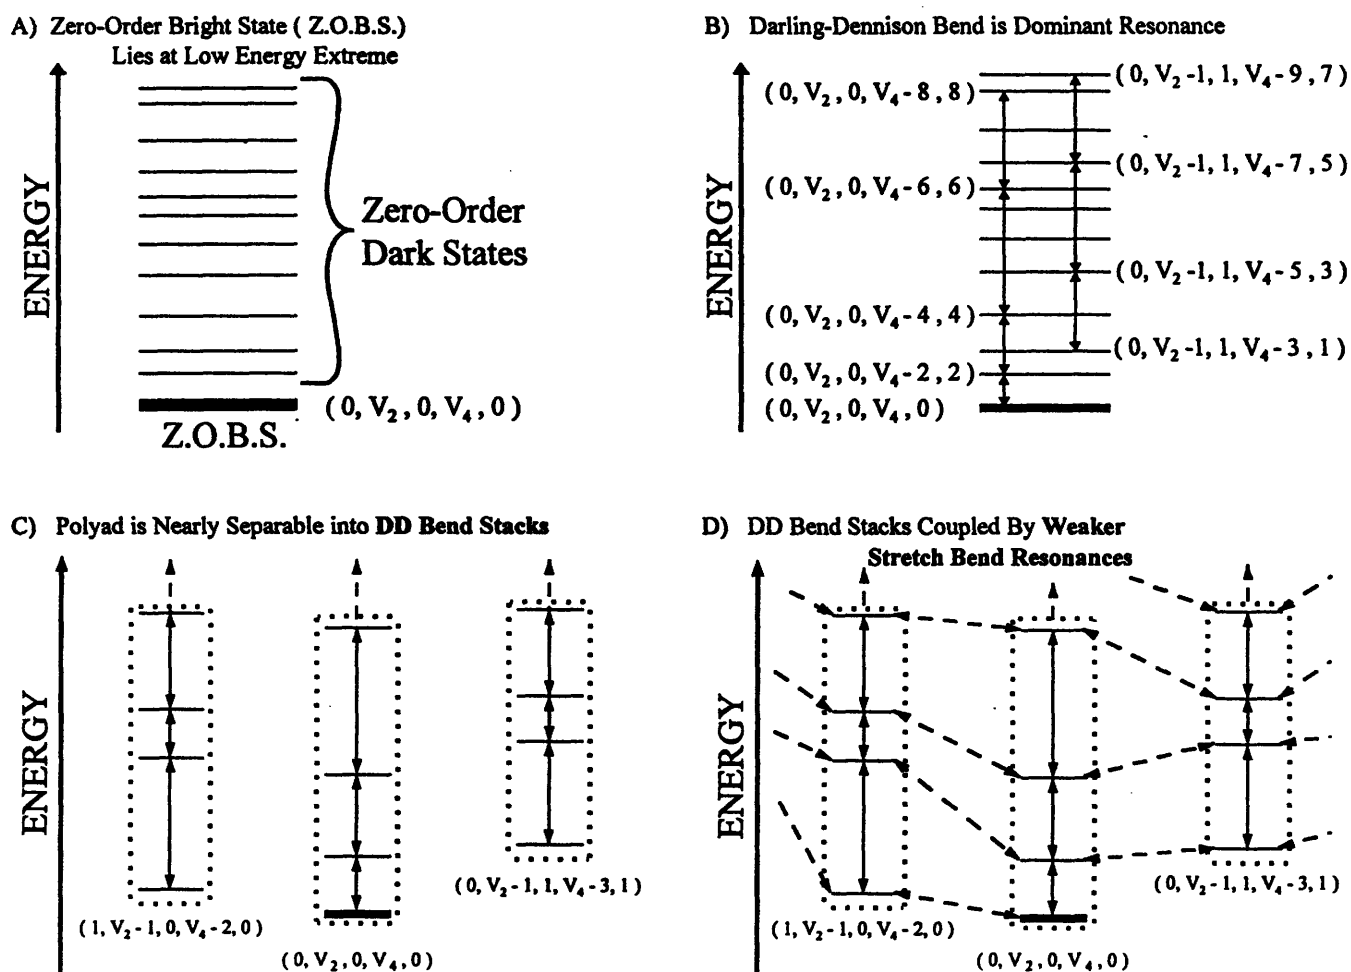 A) Zero-Order Bright State ( Z.O.B.S.)
Lies at Low Energy Extreme
ENERGY
Zero-Order
Dark States
( 0, V₂ , 0, V₄ , 0 )
Z.O.B.S.
B) Darling-Dennison Bend is Dominant Resonance
ENERGY
( 0, V₂-1, 1, V₄-9, 7)
( 0, V₂, 0, V₄-8, 8)
( 0, V₂-1, 1, V₄-7, 5)
( 0, V₂, 0, V₄-6, 6)
( 0, V₂-1, 1, V₄-5, 3)
( 0, V₂, 0, V₄-4, 4)
( 0, V₂-1, 1, V₄-3, 1)
( 0, V₂, 0, V₄-2, 2)
( 0, V₂, 0, V₄, 0)
C) Polyad is Nearly Separable into DD Bend Stacks
ENERGY
( 1, V₂-1, 0, V₄-2, 0)
( 0, V₂, 0, V₄, 0)
( 0, V₂-1, 1, V₄-3, 1)
D) DD Bend Stacks Coupled By Weaker
Stretch Bend Resonances
ENERGY
( 1, V₂-1, 0, V₄-2, 0)
( 0, V₂, 0, V₄, 0)
( 0, V₂-1, 1, V₄-3, 1)